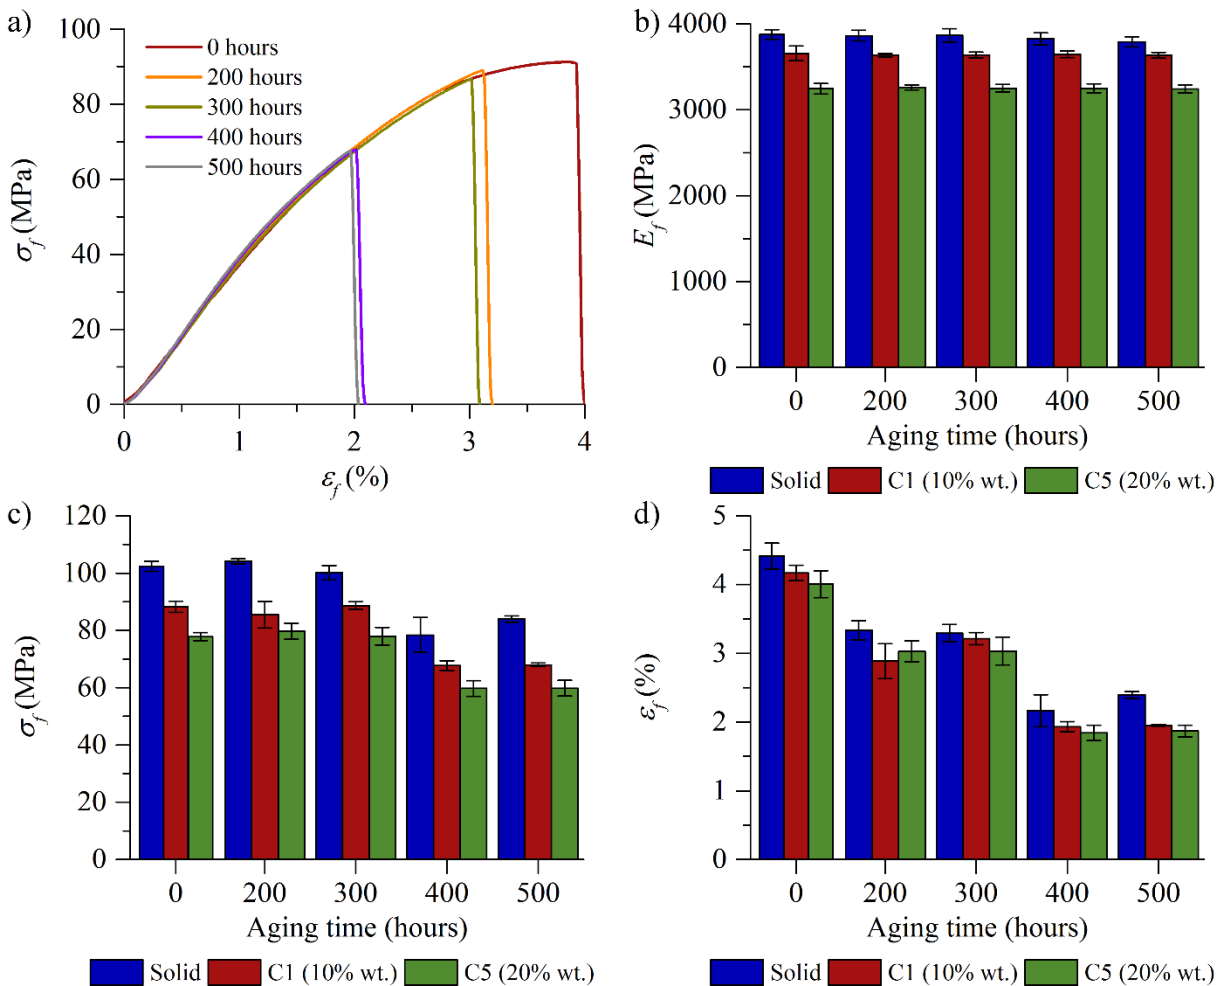 a)
100
80
60
40
20
0
σf (MPa)
0 hours
200 hours
300 hours
400 hours
500 hours
0 1 2 3 4
εf (%)
b)
4000
3000
2000
1000
0
Ef (MPa)
0 200 300 400 500
Aging time (hours)
Solid C1 (10% wt.) C5 (20% wt.)
c)
120
100
80
60
40
20
0
σf (MPa)
0 200 300 400 500
Aging time (hours)
Solid C1 (10% wt.) C5 (20% wt.)
d)
5
4
3
2
1
0
εf (%)
0 200 300 400 500
Aging time (hours)
Solid C1 (10% wt.) C5 (20% wt.)